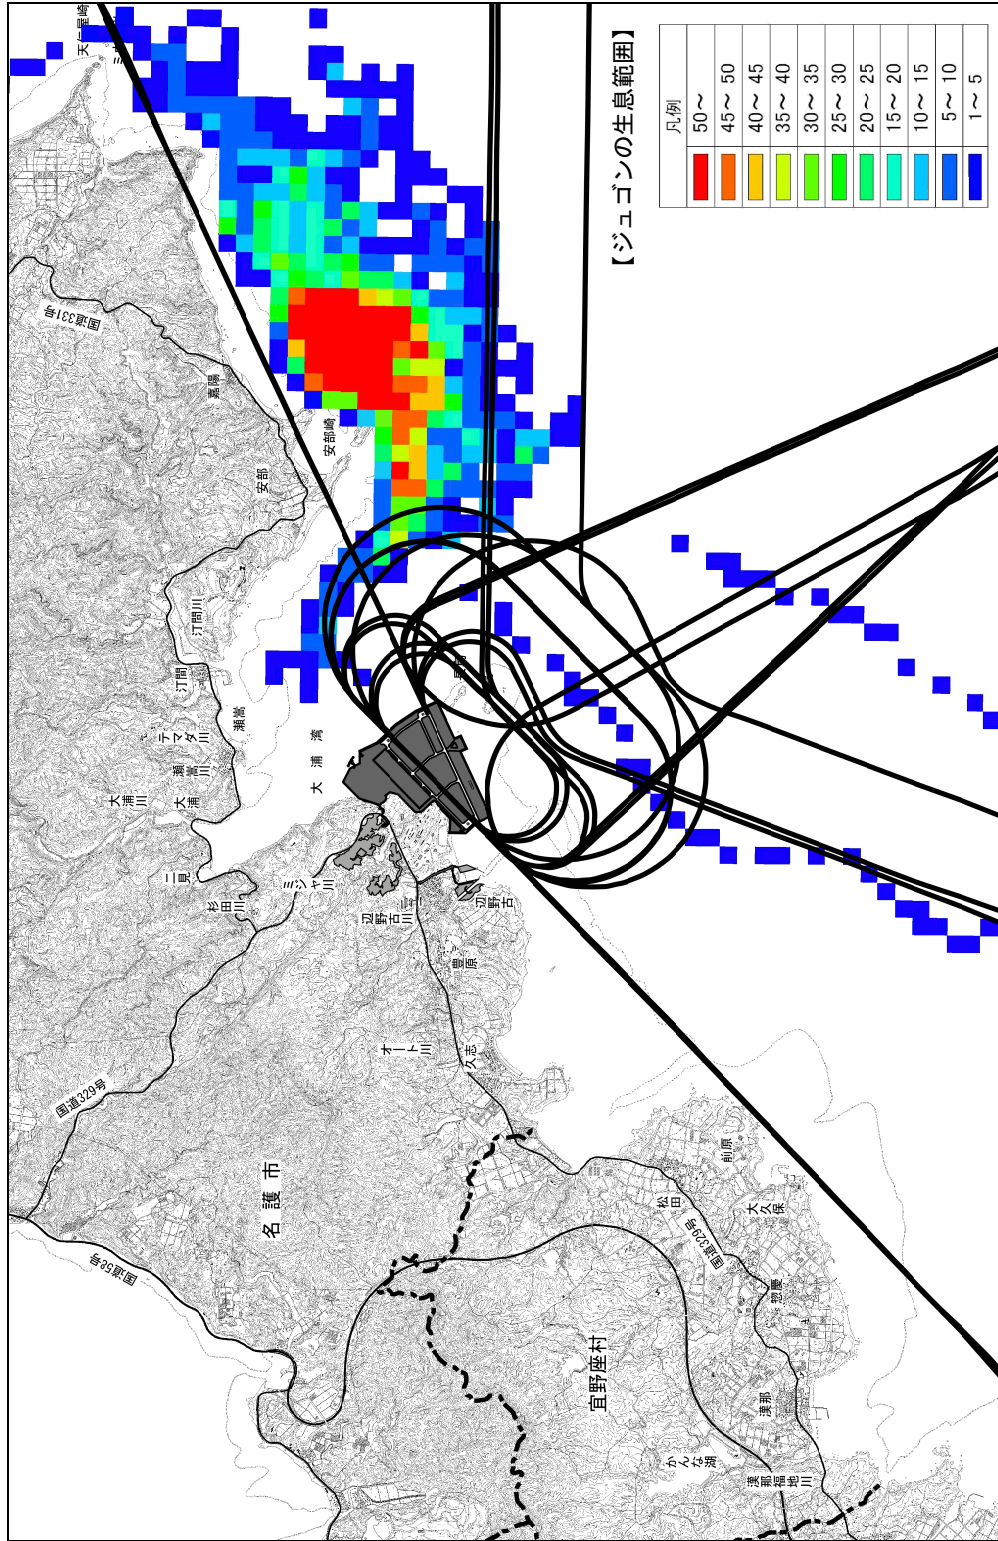 天仁屋崎
国道331号
嘉陽
安部崎
安部
汀間川
汀間
テマダ川
瀬嵩
瀬嵩川
大浦川
大浦
大浦湾
二見
杉田川
ミジャ川
辺野古川
辺野古
豊原
国道329号
オート川
久志
名護市
国道58号
松田
前原
国道329号
大久保
惣慶
宜野座村
漢那
かんな湖
漢那福地川
【ジュゴンの生息範囲】
凡例
50～
45～ 50
40～ 45
35～ 40
30～ 35
25～ 30
20～ 25
15～ 20
10～ 15
5～ 10
1～ 5